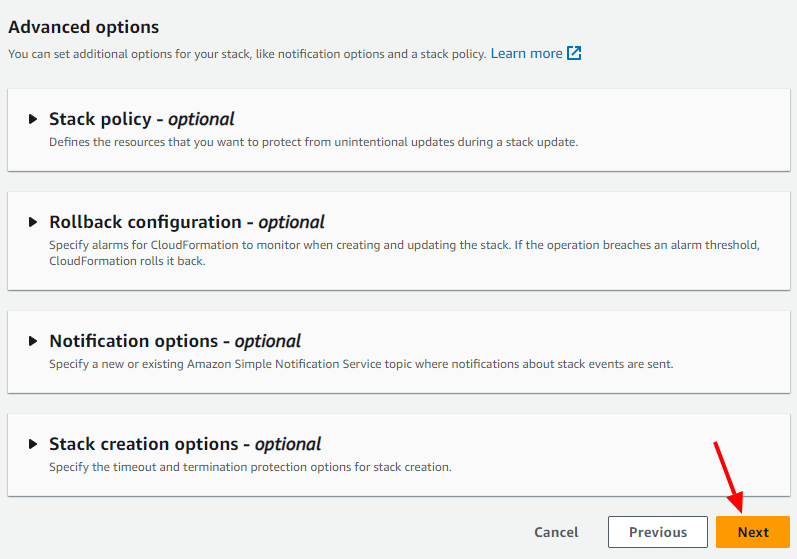 Advanced options
You can set additional options for your stack, like notification options and a stack policy. Learn more
Stack policy - optional
Defines the resources that you want to protect from unintentional updates during a stack update.
Rollback configuration - optional
Specify alarms for CloudFormation to monitor when creating and updating the stack. If the operation breaches an alarm threshold,
CloudFormation rolls it back.
Notification options - optional
Specify a new or existing Amazon Simple Notification Service topic where notifications about stack events are sent.
Stack creation options - optional
Specify the timeout and termination protection options for stack creation.
Cancel Previous Next